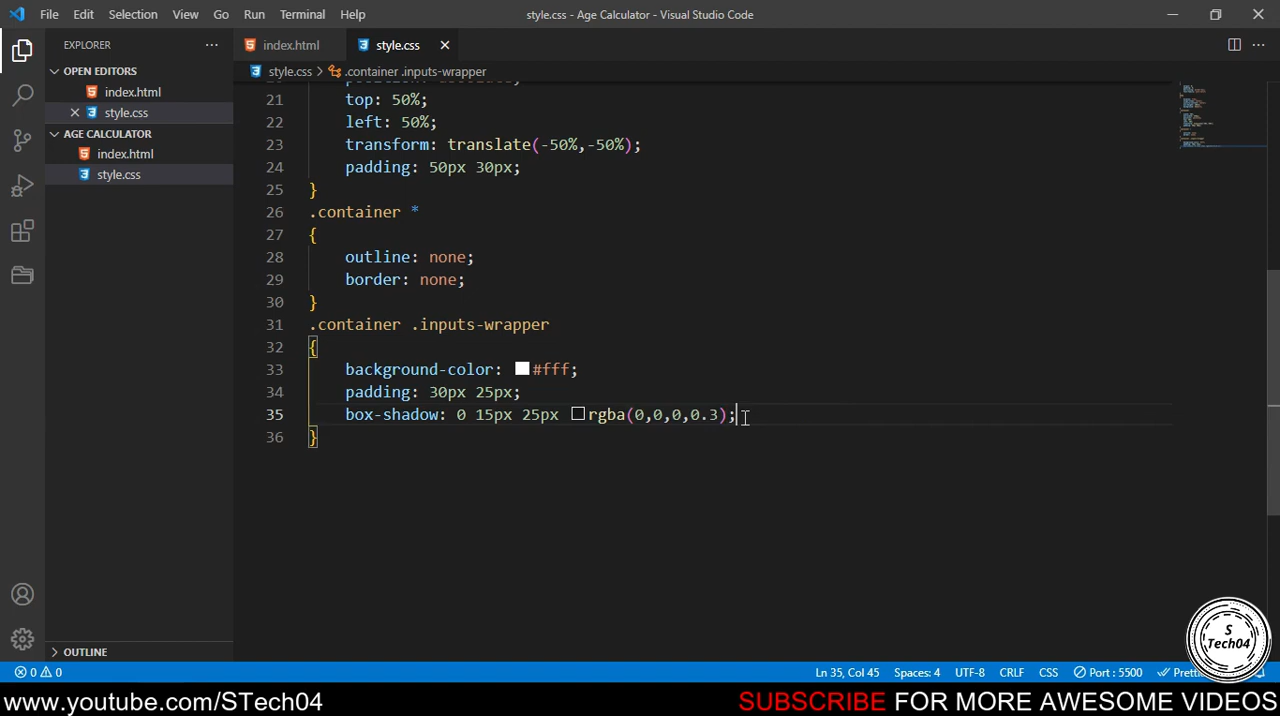 File Edit Selection View Go Run Terminal Help
style.css - Age Calculator - Visual Studio Code
EXPLORER
index.html
style.css
OPEN EDITORS
index.html
style.css
AGE CALCULATOR
index.html
style.css
OUTLINE
style.css > .container .inputs-wrapper
21 top: 50%;
22 left: 50%;
23 transform: translate(-50%,-50%);
24 padding: 50px 30px;
25 }
26 .container *
27 {
28 outline: none;
29 border: none;
30 }
31 .container .inputs-wrapper
32 {
33 background-color: #fff;
34 padding: 30px 25px;
35 box-shadow: 0 15px 25px rgba(0,0,0,0.3);
36 }
S
Tech04
0 0 Ln 35, Col 45 Spaces: 4 UTF-8 CRLF CSS Port : 5500
www.youtube.com/STech04
SUBSCRIBE FOR MORE AWESOME VIDEOS